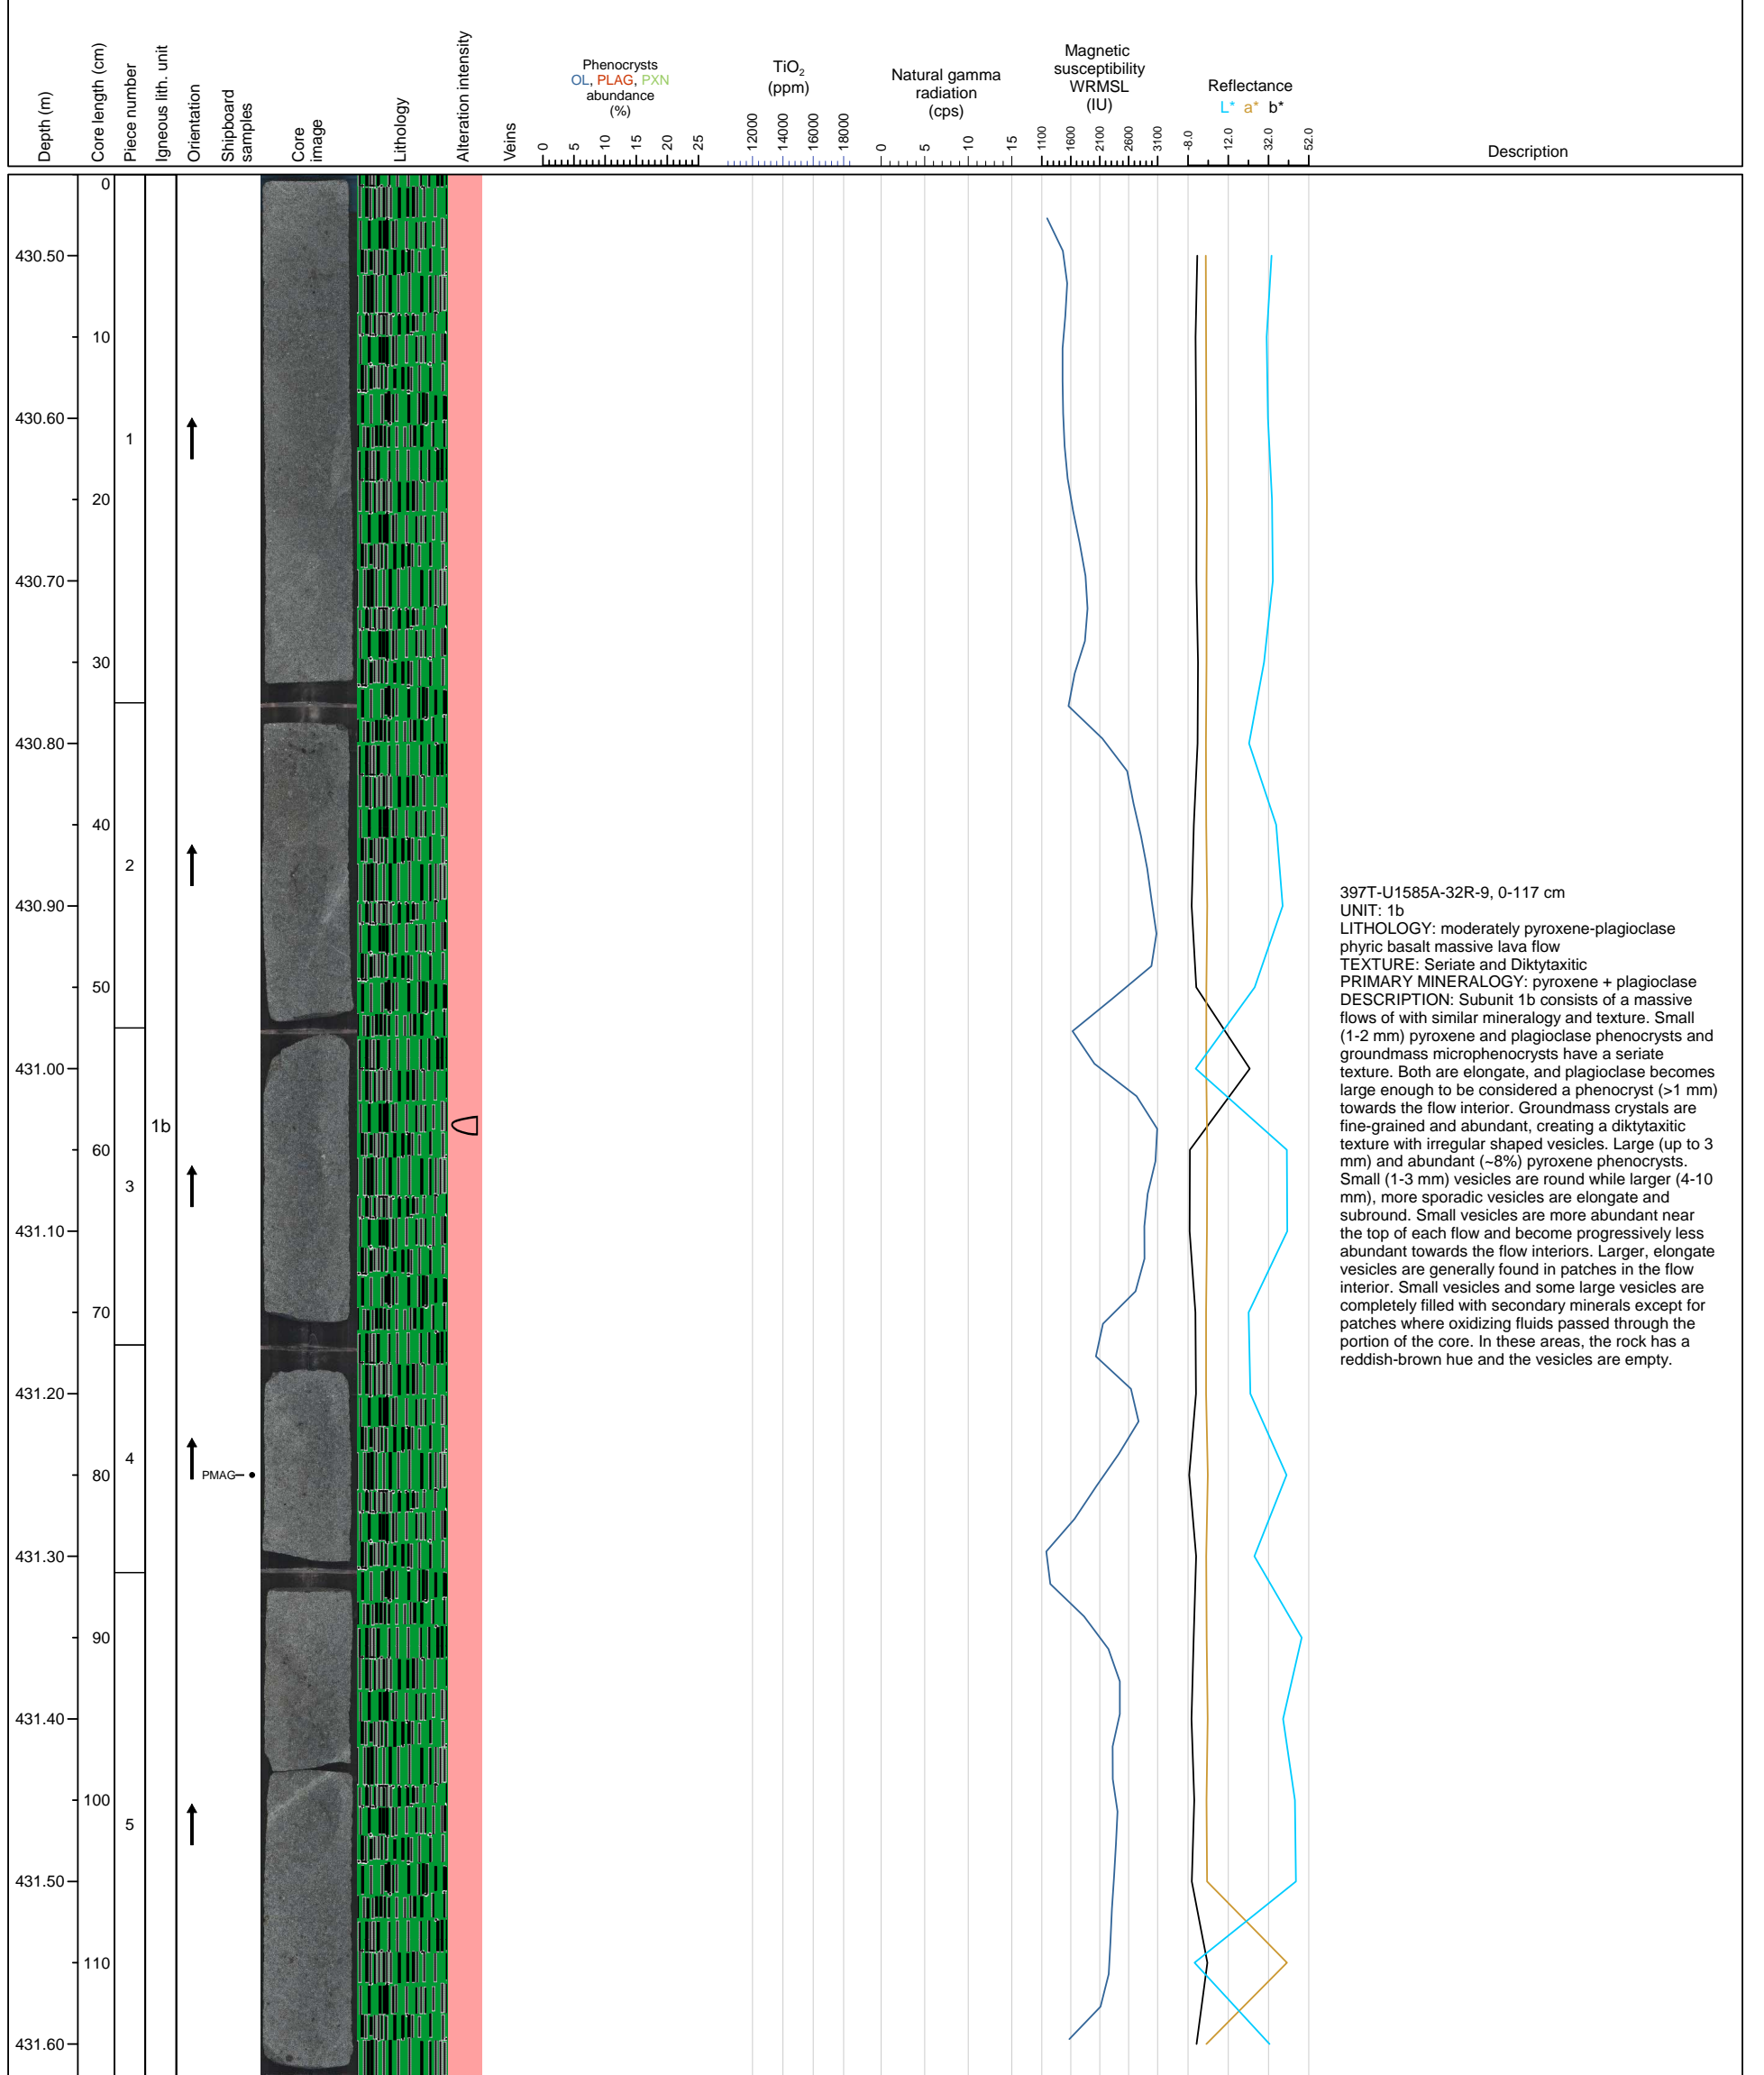 Depth (m)
Core length (cm)
Piece number
Igneous lith. unit
Orientation
Shipboard
samples
Core
image
Lithology
Alteration intensity
Veins
Phenocrysts
OL, PLAG, PXN
abundance
(%)
0 5 10 15 20 25
TiO2
(ppm)
12000 14000 16000 18000
Natural gamma
radiation
(cps)
0 5 10 15
Magnetic
susceptibility
WRMSL
(IU)
1100 1600 2100 2600 3100
Reflectance
L* a* b*
-8.0 12.0 32.0 52.0
Description
0
430.50
10
430.60
1
20
430.70
30
430.80
40
2
430.90
50
431.00
1b
60
3
431.10
70
431.20
4
80
PMAG
431.30
90
431.40
100
5
431.50
110
431.60
397T-U1585A-32R-9, 0-117 cm
UNIT: 1b
LITHOLOGY: moderately pyroxene-plagioclase
phyric basalt massive lava flow
TEXTURE: Seriate and Diktytaxitic
PRIMARY MINERALOGY: pyroxene + plagioclase
DESCRIPTION: Subunit 1b consists of a massive
flows of with similar mineralogy and texture. Small
(1-2 mm) pyroxene and plagioclase phenocrysts and
groundmass microphenocrysts have a seriate
texture. Both are elongate, and plagioclase becomes
large enough to be considered a phenocryst (>1 mm)
towards the flow interior. Groundmass crystals are
fine-grained and abundant, creating a diktytaxitic
texture with irregular shaped vesicles. Large (up to 3
mm) and abundant (~8%) pyroxene phenocrysts.
Small (1-3 mm) vesicles are round while larger (4-10
mm), more sporadic vesicles are elongate and
subround. Small vesicles are more abundant near
the top of each flow and become progressively less
abundant towards the flow interiors. Larger, elongate
vesicles are generally found in patches in the flow
interior. Small vesicles and some large vesicles are
completely filled with secondary minerals except for
patches where oxidizing fluids passed through the
portion of the core. In these areas, the rock has a
reddish-brown hue and the vesicles are empty.